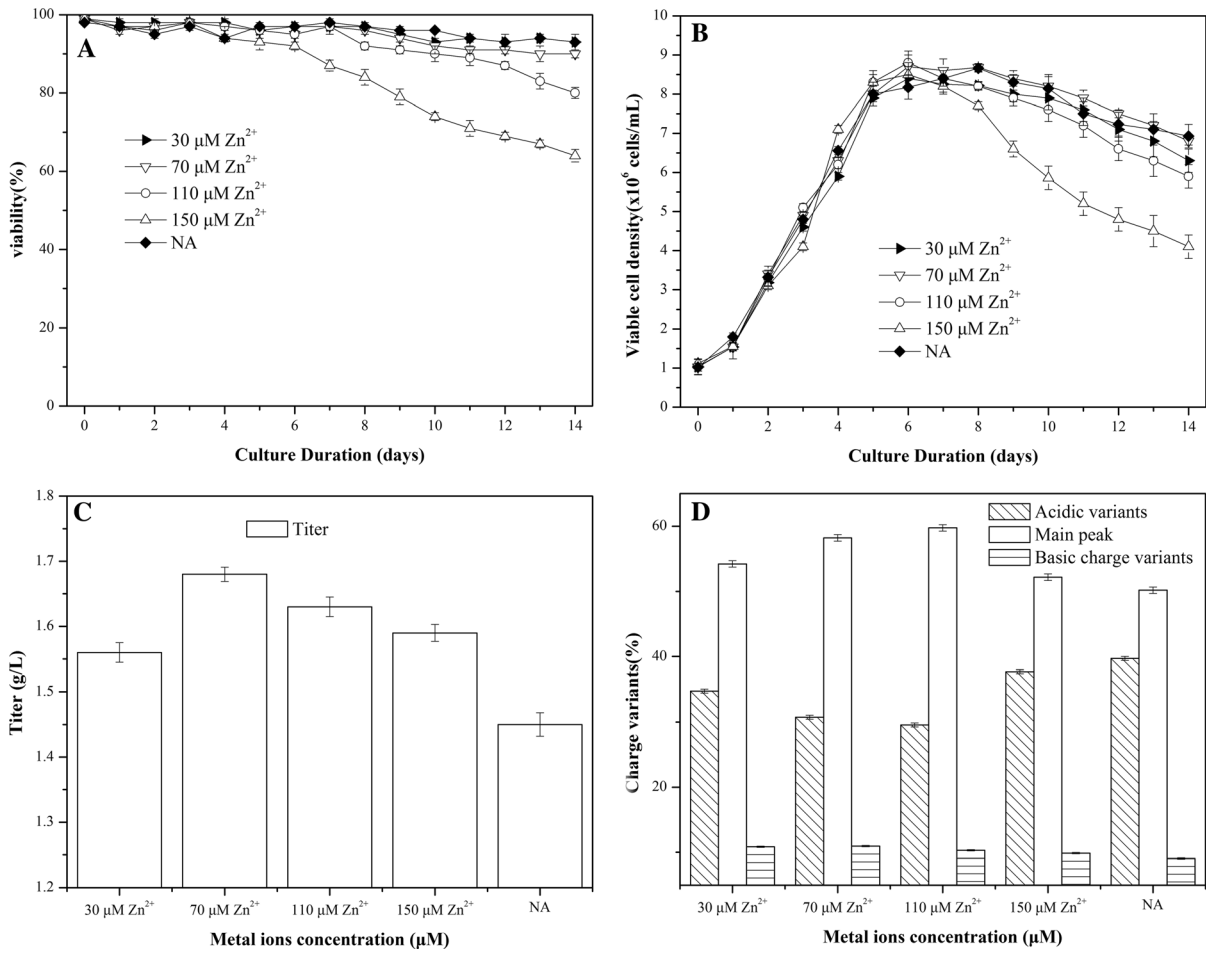 A
viability(%)
100
80
60
40
20
0
30 μM Zn²⁺
70 μM Zn²⁺
110 μM Zn²⁺
150 μM Zn²⁺
NA
0 2 4 6 8 10 12 14
Culture Duration (days)
B
Viable cell density(x10⁶ cells/mL)
10
9
8
7
6
5
4
3
2
1
0
30 μM Zn²⁺
70 μM Zn²⁺
110 μM Zn²⁺
150 μM Zn²⁺
NA
0 2 4 6 8 10 12 14
Culture Duration (days)
C
Titer (g/L)
1.8
1.7
1.6
1.5
1.4
1.3
1.2
Titer
30 μM Zn²⁺ 70 μM Zn²⁺ 110 μM Zn²⁺ 150 μM Zn²⁺ NA
Metal ions concentration (μM)
D
Charge variants(%)
60
40
20
Acidic variants
Main peak
Basic charge variants
30 μM Zn²⁺ 70 μM Zn²⁺ 110 μM Zn²⁺ 150 μM Zn²⁺ NA
Metal ions concentration (μM)